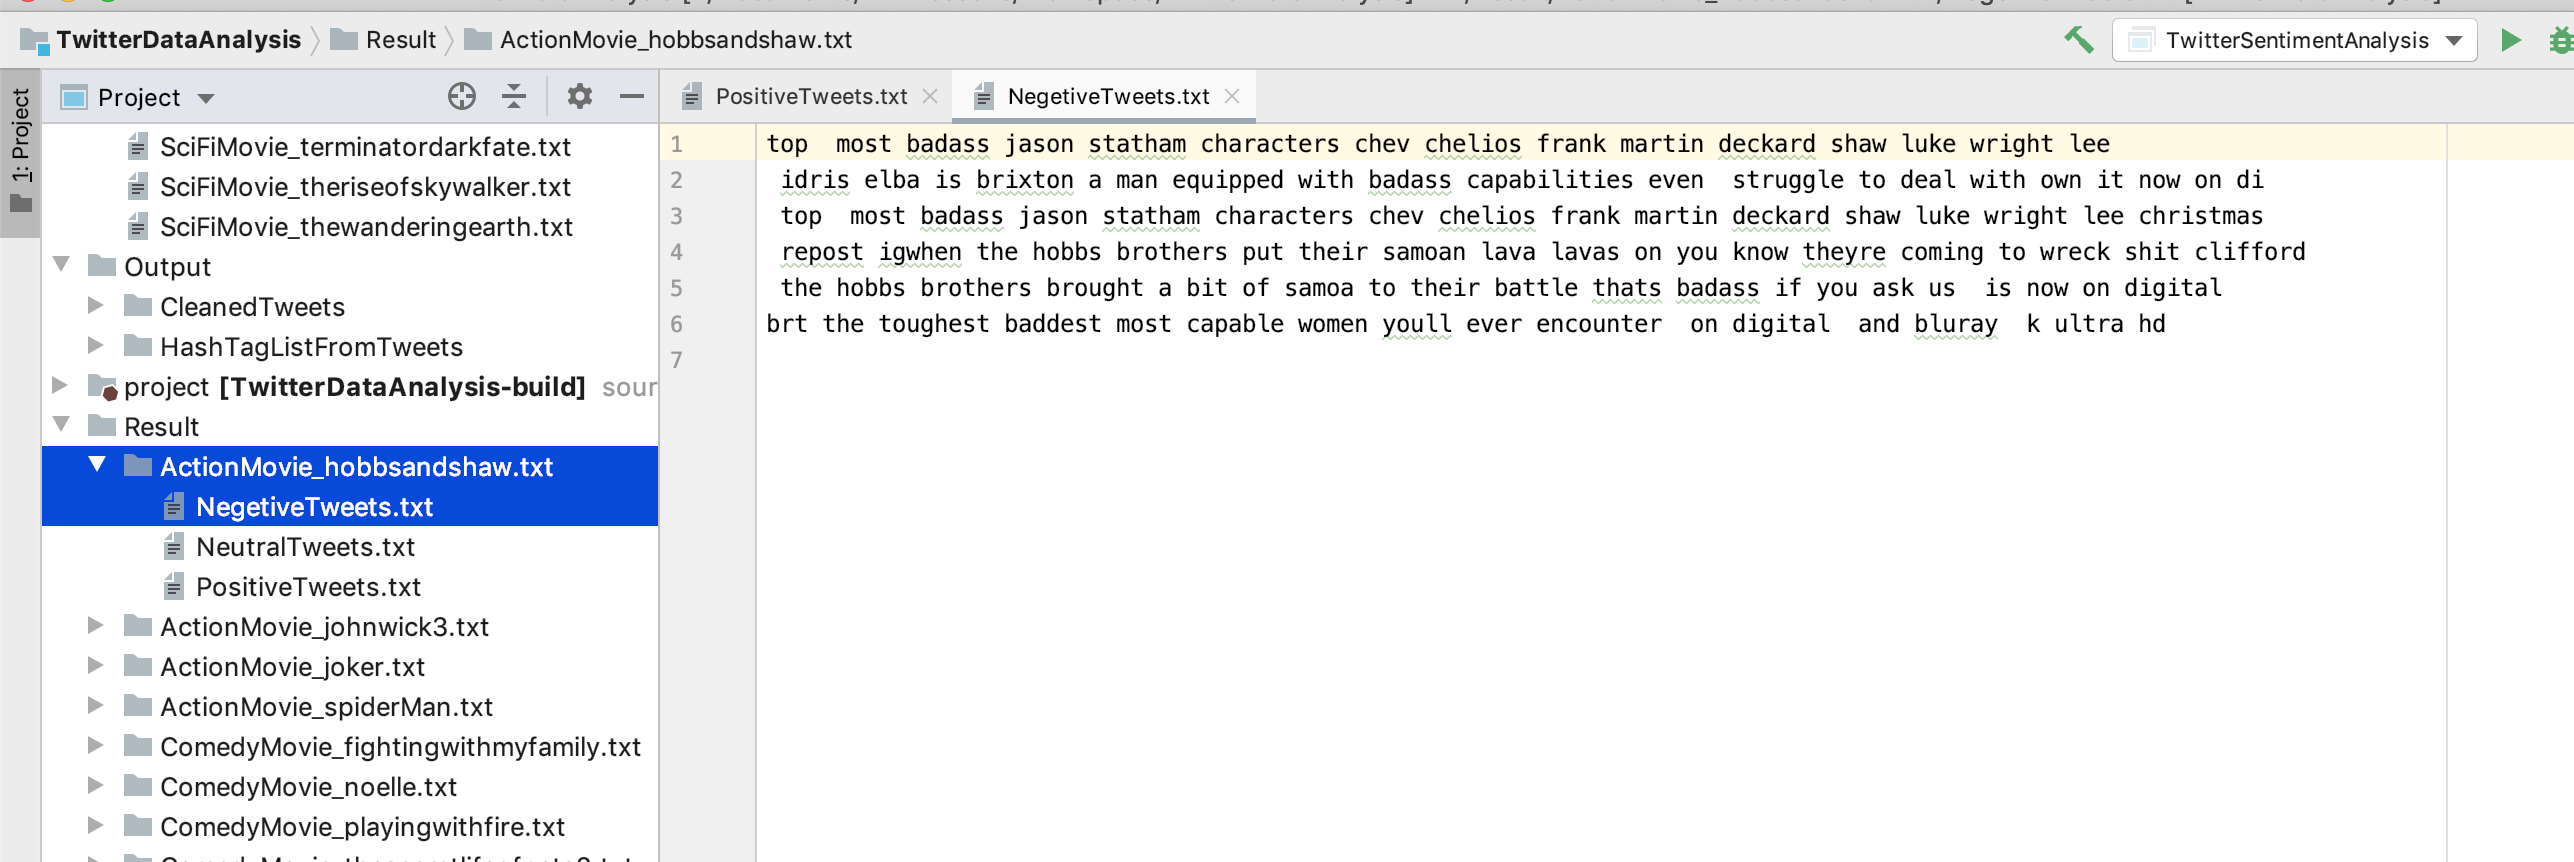 TwitterDataAnalysis Result ActionMovie_hobbsandshaw.txt TwitterSentimentAnalysis
1: Project
Project
SciFiMovie_terminatordarkfate.txt
SciFiMovie_theriseofskywalker.txt
SciFiMovie_thewanderingearth.txt
Output
CleanedTweets
HashTagListFromTweets
project [TwitterDataAnalysis-build] sour
Result
ActionMovie_hobbsandshaw.txt
NegetiveTweets.txt
NeutralTweets.txt
PositiveTweets.txt
ActionMovie_johnwick3.txt
ActionMovie_joker.txt
ActionMovie_spiderMan.txt
ComedyMovie_fightingwithmyfamily.txt
ComedyMovie_noelle.txt
ComedyMovie_playingwithfire.txt
PositiveTweets.txt NegetiveTweets.txt
1 top  most badass jason statham characters chev chelios frank martin deckard shaw luke wright lee
2 idris elba is brixton a man equipped with badass capabilities even  struggle to deal with own it now on di
3 top  most badass jason statham characters chev chelios frank martin deckard shaw luke wright lee christmas
4 repost igwhen the hobbs brothers put their samoan lava lavas on you know theyre coming to wreck shit clifford
5 the hobbs brothers brought a bit of samoa to their battle thats badass if you ask us  is now on digital
6 brt the toughest baddest most capable women youll ever encounter  on digital  and bluray  k ultra hd
7